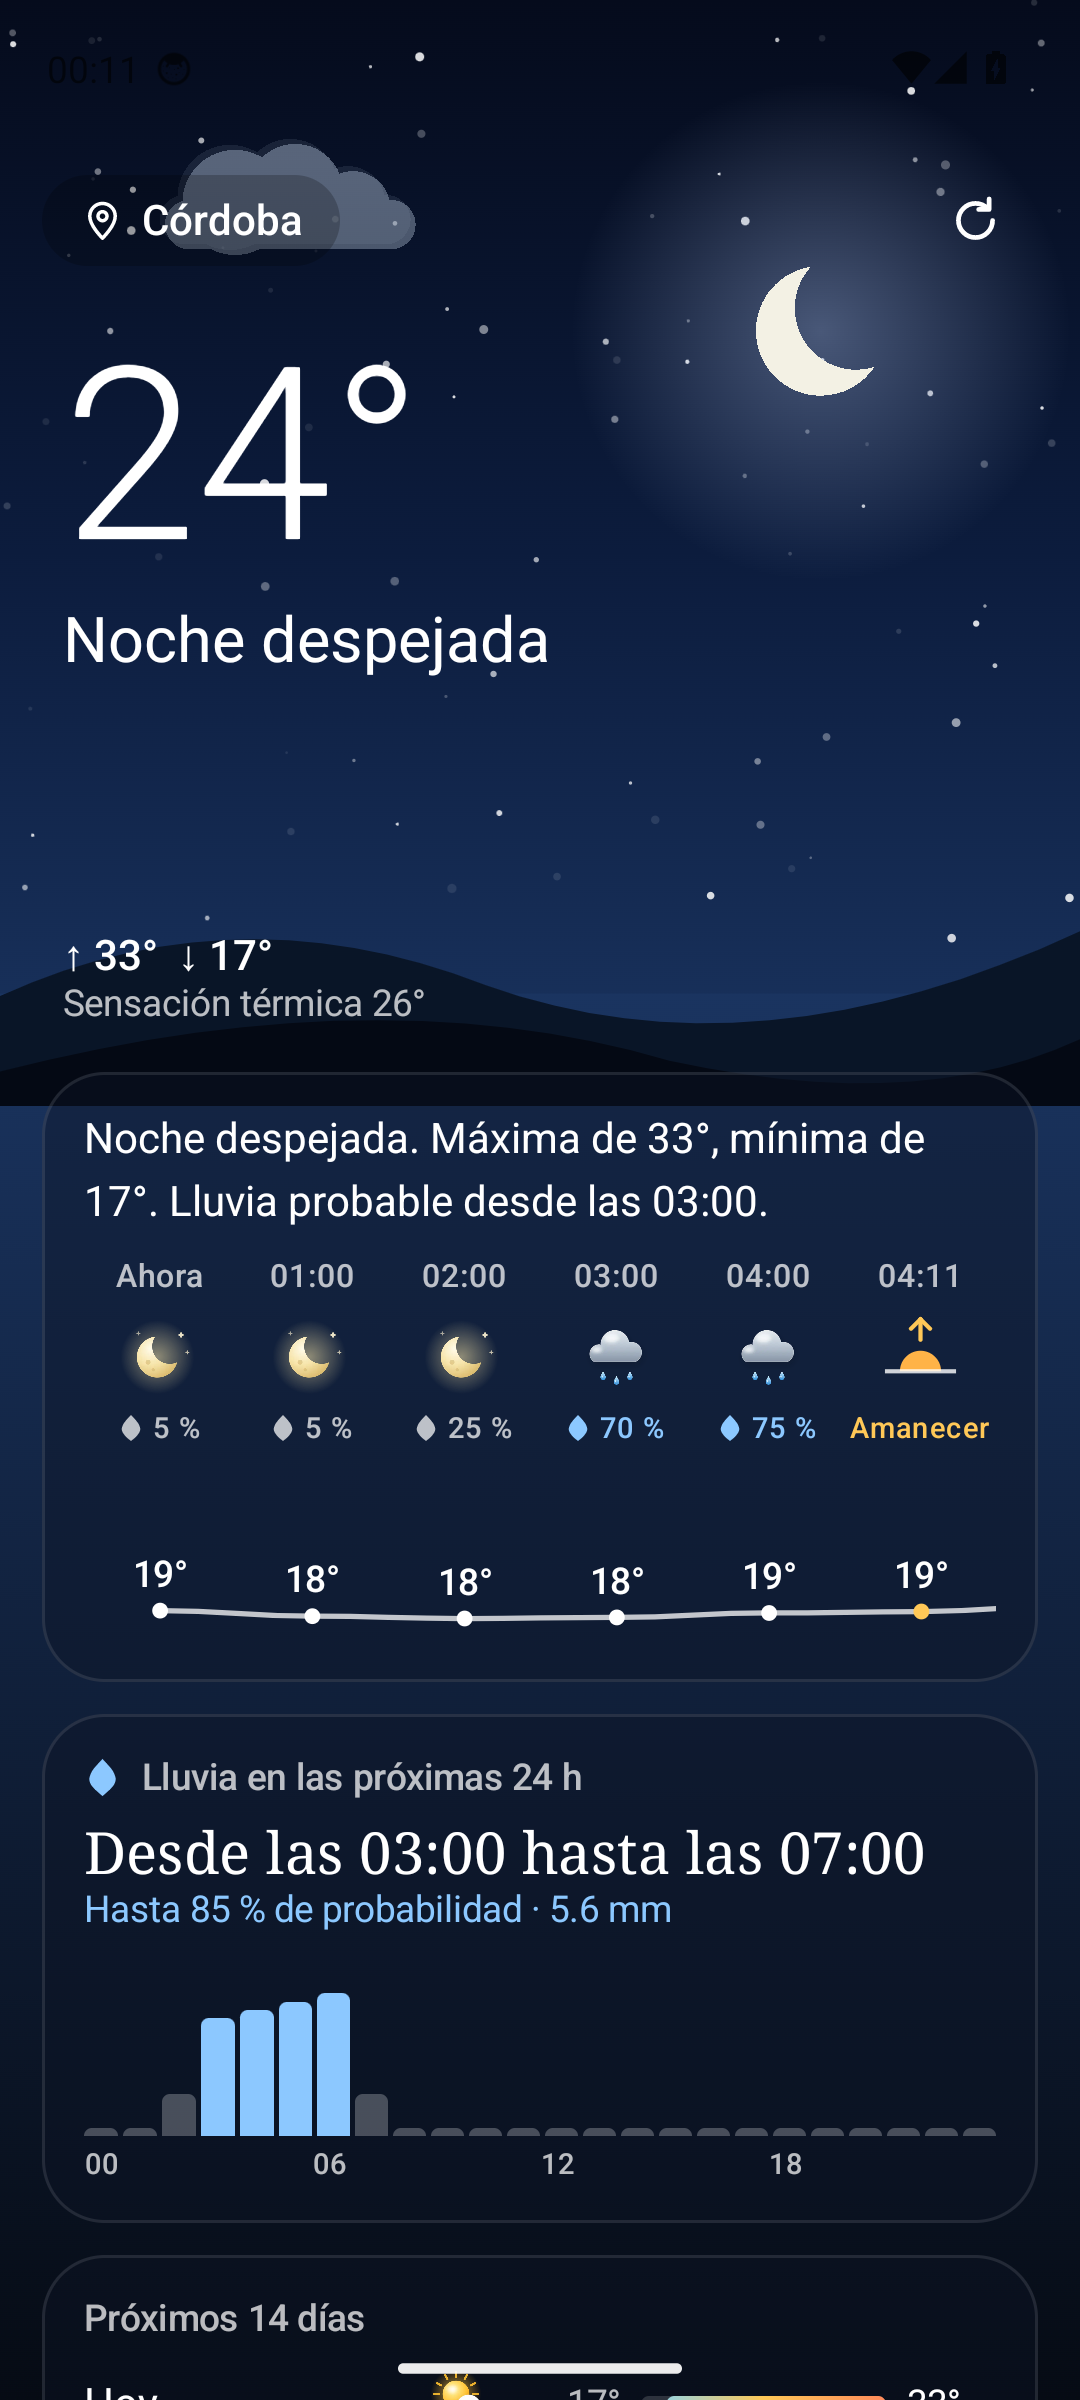 00:11
Córdoba
24°
Noche despejada
↑ 33° ↓ 17°
Sensación térmica 26°
Noche despejada. Máxima de 33°, mínima de
17°. Lluvia probable desde las 03:00.
Ahora 01:00 02:00 03:00 04:00 04:11
5 % 5 % 25 % 70 % 75 % Amanecer
19° 18° 18° 18° 19° 19°
Lluvia en las próximas 24 h
Desde las 03:00 hasta las 07:00
Hasta 85 % de probabilidad · 5.6 mm
00 06 12 18
Próximos 14 días
Hoy 17° 33°